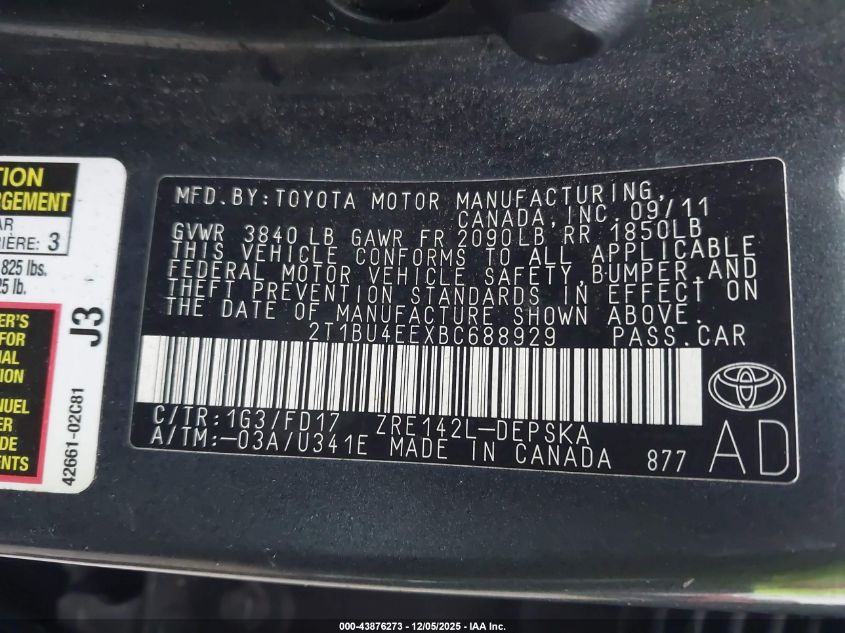 TION
RGEMENT
AR
RIÈRE: 3
825 lbs.
25 lb.
ER'S
FOR
AL
TION
NUEL
ER
DE
ENTS
J3
42661-02C81
MFD.BY:TOYOTA MOTOR MANUFACTURING,
CANADA,INC.09/11
GVWR 3840 LB GAWR FR 2090LB RR 1850LB
THIS VEHICLE CONFORMS TO ALL APPLICABLE
FEDERAL MOTOR VEHICLE SAFETY,BUMPER,AND
THEFT PREVENTION STANDARDS IN EFFECT ON
THE DATE OF MANUFACTURE SHOWN ABOVE.
2T1BU4EEXBC688929 PASS.CAR
C/TR:1G3/FD17 ZRE142L-DEPSKA
A/TM:-03A/U341E MADE IN CANADA 877
AD
000-43876273 - 12/05/2025 - IAA Inc.